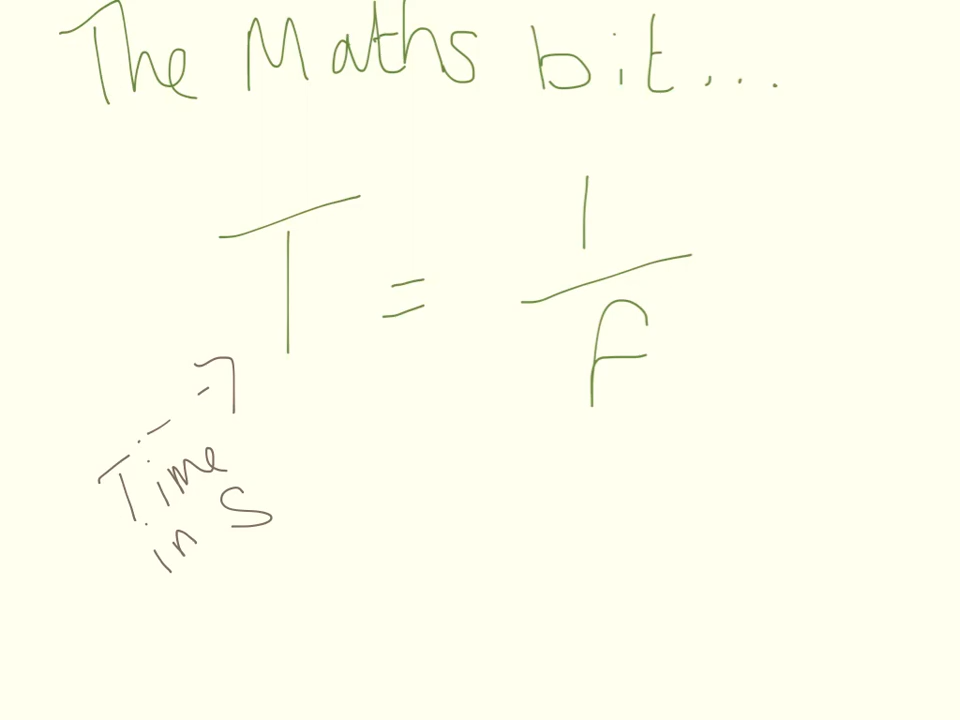 The Maths bit...
T = 1/f
Time
in S